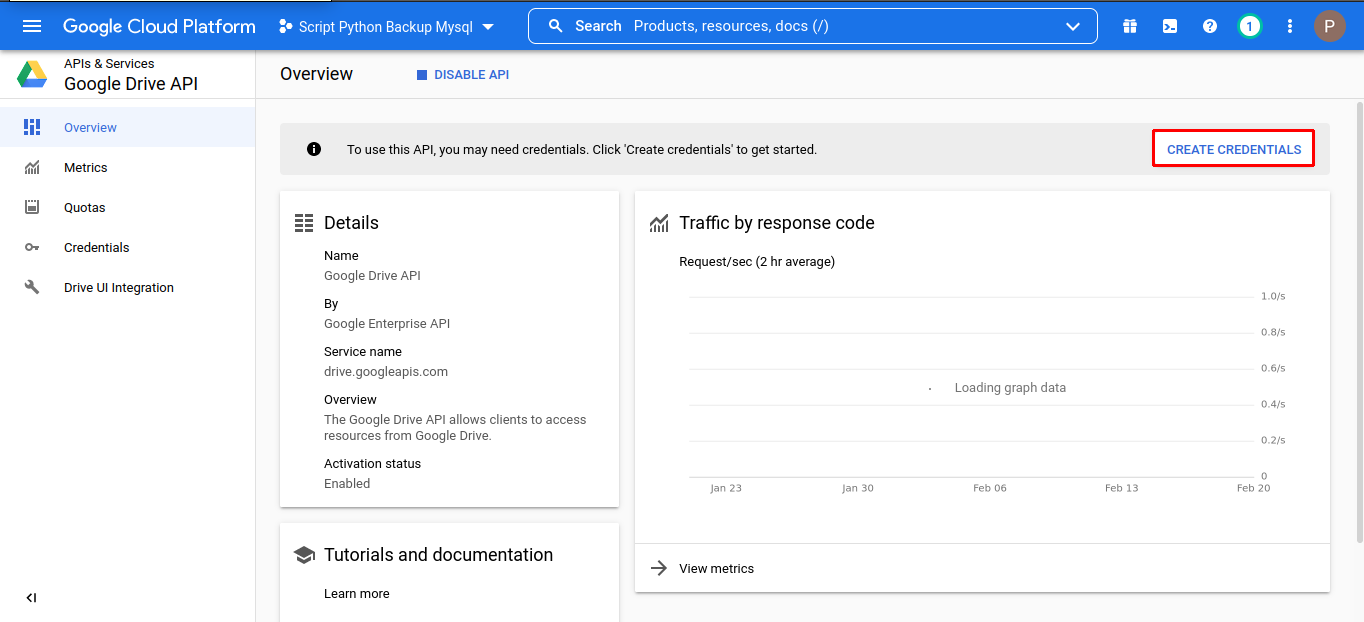 Google Cloud Platform
Script Python Backup Mysql
Search Products, resources, docs (/)
1
P
APIs & Services
Google Drive API
Overview
DISABLE API
Overview
Metrics
Quotas
Credentials
Drive UI Integration
To use this API, you may need credentials. Click 'Create credentials' to get started.
CREATE CREDENTIALS
Details
Name
Google Drive API
By
Google Enterprise API
Service name
drive.googleapis.com
Overview
The Google Drive API allows clients to access
resources from Google Drive.
Activation status
Enabled
Tutorials and documentation
Learn more
Traffic by response code
Request/sec (2 hr average)
1.0/s
0.8/s
0.6/s
Loading graph data
0.4/s
0.2/s
0
Jan 23 Jan 30 Feb 06 Feb 13 Feb 20
View metrics